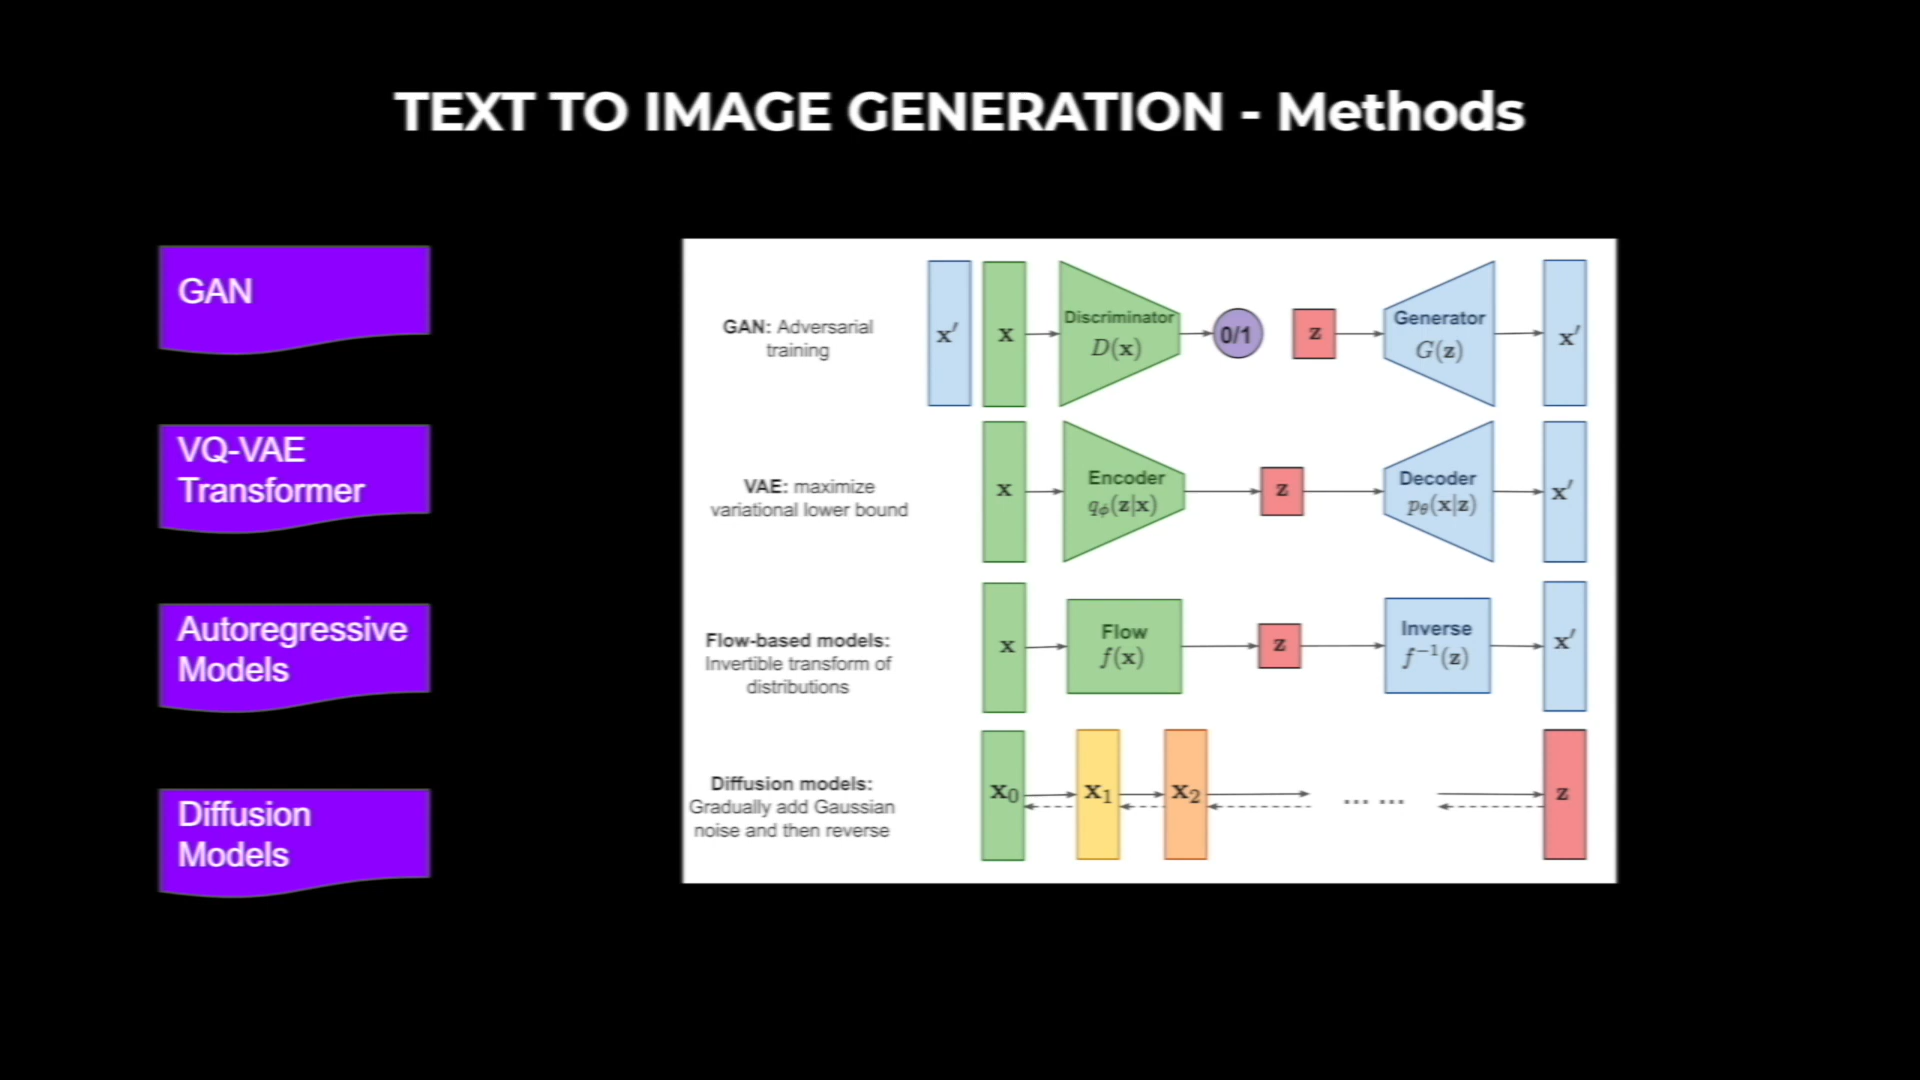 TEXT TO IMAGE GENERATION - Methods
GAN
VQ-VAE
Transformer
Autoregressive
Models
Diffusion
Models
GAN: Adversarial
training
x′
x
Discriminator
D(x)
0/1
z
Generator
G(z)
x′
VAE: maximize
variational lower bound
x
Encoder
qϕ(z|x)
z
Decoder
pθ(x|z)
x′
Flow-based models:
Invertible transform of
distributions
x
Flow
f(x)
z
Inverse
f⁻¹(z)
x′
Diffusion models:
Gradually add Gaussian
noise and then reverse
x₀
x₁
x₂
... ...
z